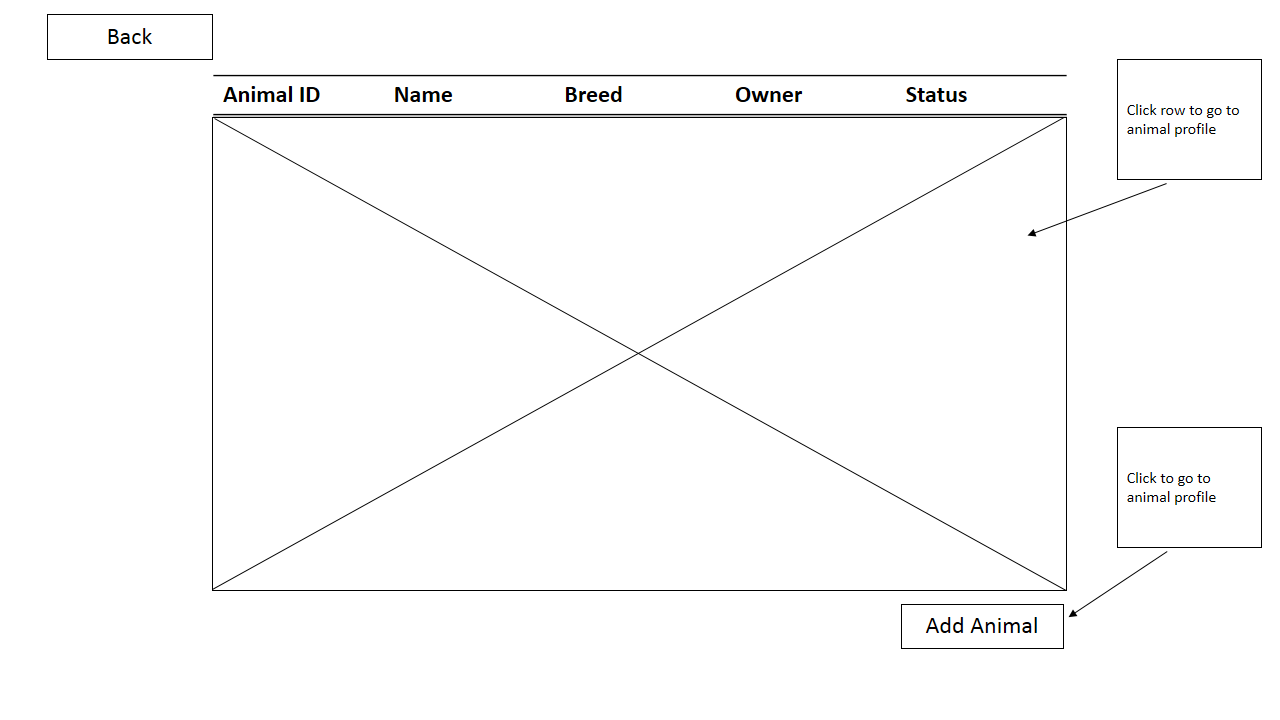 Back
Animal ID Name Breed Owner Status
Click row to go to
animal profile
Click to go to
animal profile
Add Animal